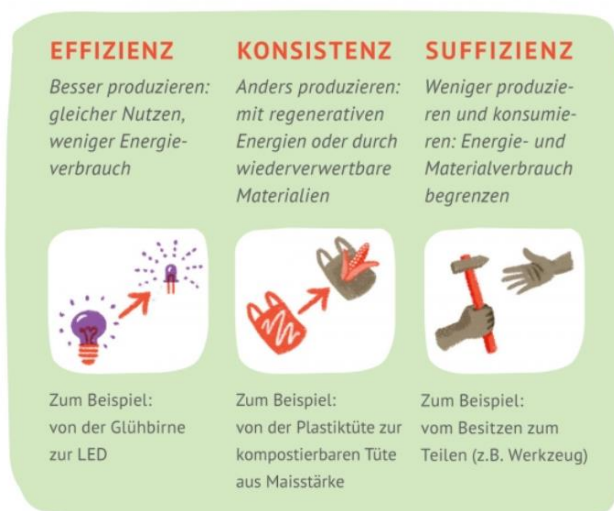 EFFIZIENZ
Besser produzieren:
gleicher Nutzen,
weniger Energie-
verbrauch
Zum Beispiel:
von der Glühbirne
zur LED
KONSISTENZ
Anders produzieren:
mit regenerativen
Energien oder durch
wiederverwertbare
Materialien
Zum Beispiel:
von der Plastiktüte zur
kompostierbaren Tüte
aus Maisstärke
SUFFIZIENZ
Weniger produzie-
ren und konsumie-
ren: Energie- und
Materialverbrauch
begrenzen
Zum Beispiel:
vom Besitzen zum
Teilen (z.B. Werkzeug)